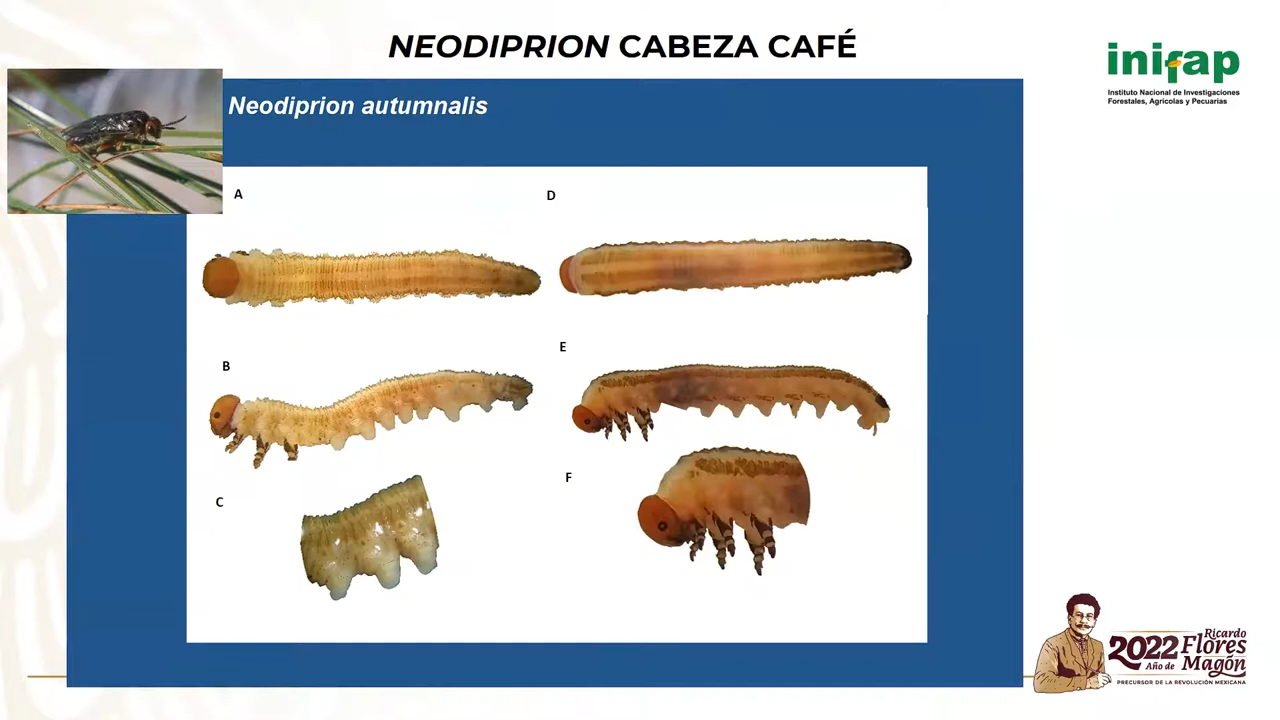 NEODIPRION CABEZA CAFÉ
inifap
Instituto Nacional de Investigaciones
Forestales, Agrícolas y Pecuarias
Neodiprion autumnalis
A
D
B
E
C
F
2022
Año de
Ricardo
Flores
Magón
PRECURSOR DE LA REVOLUCIÓN MEXICANA